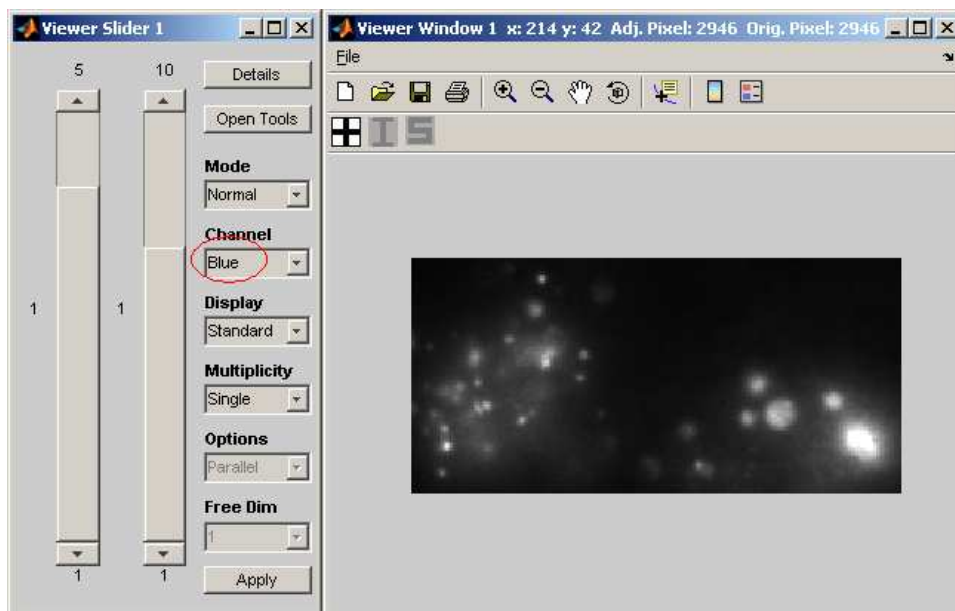 Viewer Slider 1
5
10
1
1
1
1
Details
Open Tools
Mode
Normal
Channel
Blue
Display
Standard
Multiplicity
Single
Options
Parallel
Free Dim
1
Apply
Viewer Window 1 x: 214 y: 42 Adj. Pixel: 2946 Orig. Pixel: 2946
File